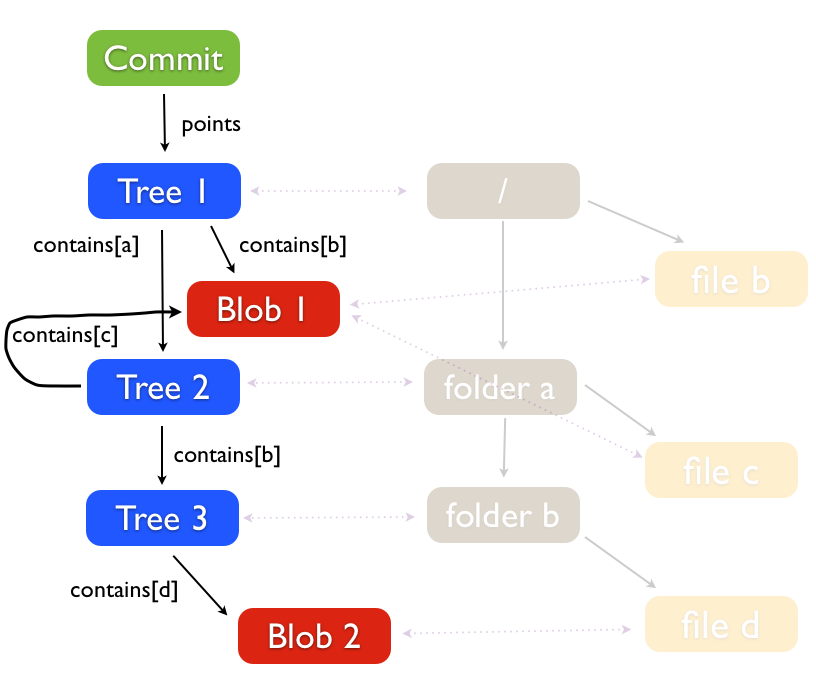 Commit
points
Tree 1
/
contains[a]
contains[b]
file b
Blob 1
contains[c]
Tree 2
folder a
contains[b]
file c
Tree 3
folder b
contains[d]
Blob 2
file d